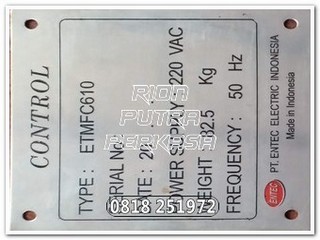 CONTROL
TYPE : ETMFC610
SERIAL NO
DATE : 20
POWER SUPPLY : 220 VAC
WEIGHT : 32.5 Kg
FREQUENCY : 50 Hz
ENTEC
PT. ENTEC ELECTRIC INDONESIA
Made in Indonesia
RION
PUTRA
PERKASA
0818 251972